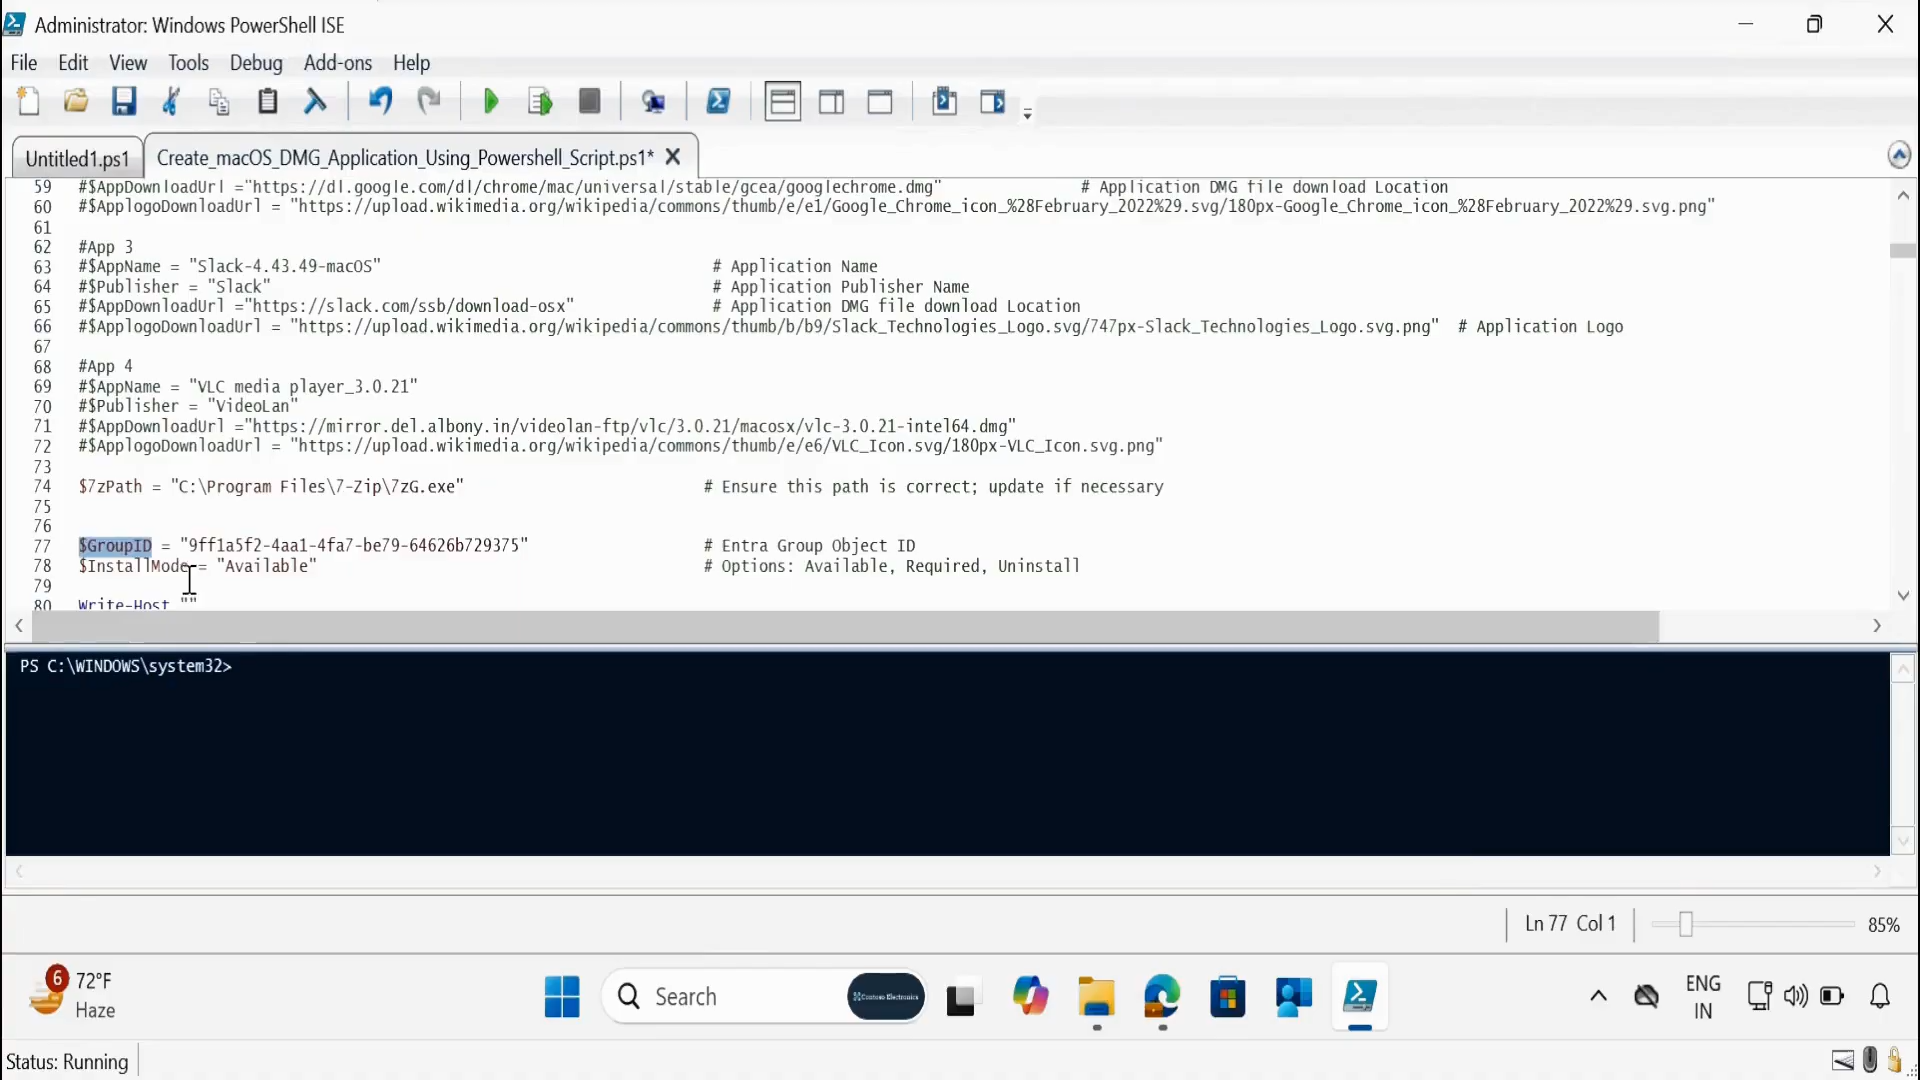 Administrator: Windows PowerShell ISE
File Edit View Tools Add-ons Help
Untitled1.ps1 Create_macOS_DMG_Application_Using_Powershell_Script.ps1* X
59 #$AppDownloadUrl ="https://dl.google.com/dl/chrome/mac/universal/stable/gcea/googlechrome.dmg" # Application DMG file download Location
60 #$ApplogoDownloadUrl = "https://upload.wikimedia.org/wikipedia/commons/thumb/e/e1/Google_Chrome_icon_%28February_2022%29.svg/180px-Google_Chrome_icon_%28February_2022%29.svg.png"
61
62 #App 3
63 #$AppName = "Slack-4.43.49-macOS" # Application Name
64 #$Publisher = "Slack" # Application Publisher Name
65 #$AppDownloadUrl ="https://slack.com/ssb/download-osx" # Application DMG file download Location
66 #$ApplogoDownloadUrl = "https://upload.wikimedia.org/wikipedia/commons/thumb/b/b9/Slack_Technologies_Logo.svg/747px-Slack_Technologies_Logo.svg.png" # Application Logo
67
68 #App 4
69 #$AppName = "VLC media player_3.0.21"
70 #$Publisher = "VideoLan"
71 #$AppDownloadUrl ="https://mirror.del.albony.in/videolan-ftp/vlc/3.0.21/macosx/vlc-3.0.21-intel64.dmg"
72 #$ApplogoDownloadUrl = "https://upload.wikimedia.org/wikipedia/commons/thumb/e/e6/VLC_Icon.svg/180px-VLC_Icon.svg.png"
73
74 $7zPath = "C:\Program Files\7-Zip\7zG.exe" # Ensure this path is correct; update if necessary
75
76
77 $GroupID = "9ff1a5f2-4aa1-4fa7-be79-64626b729375" # Entra Group Object ID
78 $InstallMode = "Available" # Options: Available, Required, Uninstall
79
80 Write-Host ""
PS C:\WINDOWS\system32>
Ln 77 Col 1 85%
6 72°F
Haze
Search
Contoso Electronics
ENG
IN
Status: Running